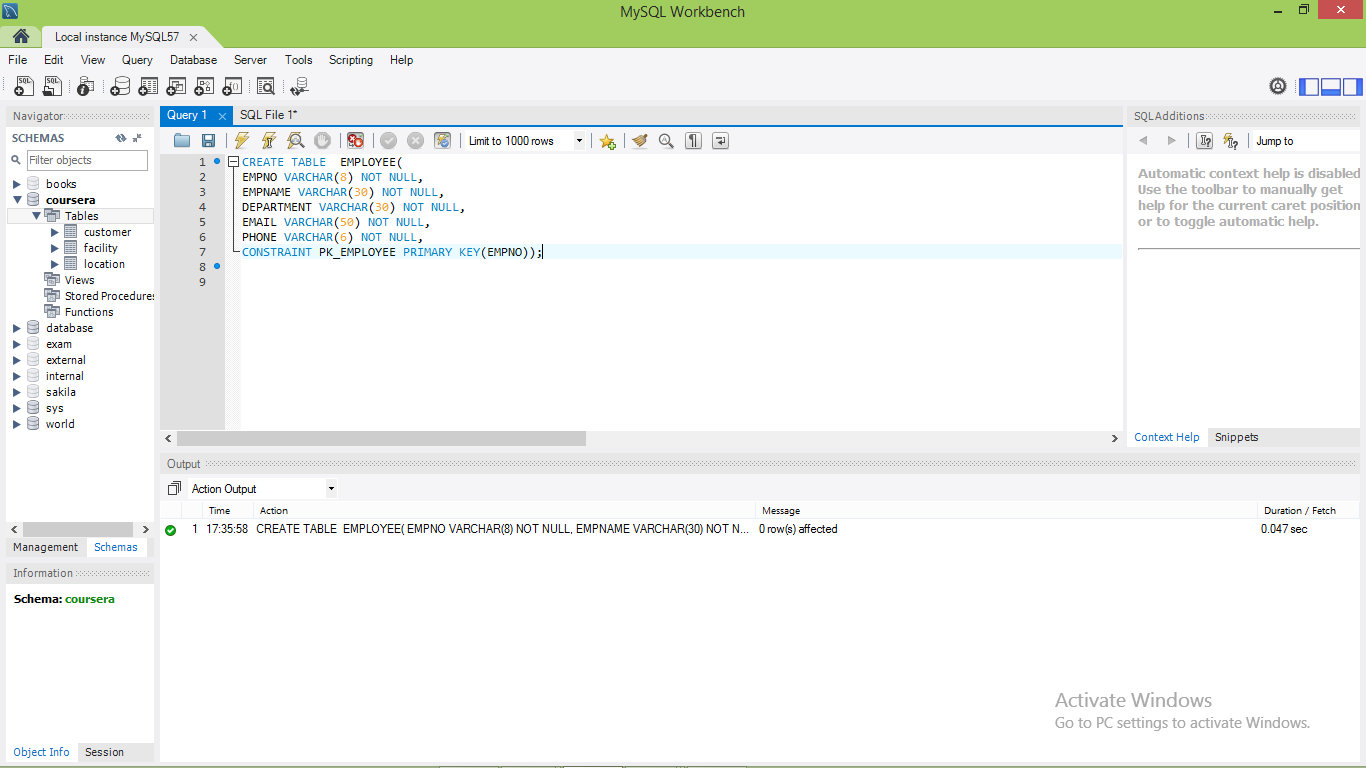 MySQL Workbench
Local instance MySQL57
File Edit View Query Database Server Tools Scripting Help
Navigator
SCHEMAS
Filter objects
books
coursera
Tables
customer
facility
location
Views
Stored Procedures
Functions
database
exam
external
internal
sakila
sys
world
Management Schemas
Information
Schema: coursera
Object Info Session
Query 1 SQL File 1*
Limit to 1000 rows
1 CREATE TABLE  EMPLOYEE(
2 EMPNO VARCHAR(8) NOT NULL,
3 EMPNAME VARCHAR(30) NOT NULL,
4 DEPARTMENT VARCHAR(30) NOT NULL,
5 EMAIL VARCHAR(50) NOT NULL,
6 PHONE VARCHAR(6) NOT NULL,
7 CONSTRAINT PK_EMPLOYEE PRIMARY KEY(EMPNO));
8
9
SQLAdditions
Jump to
Automatic context help is disabled
Use the toolbar to manually get
help for the current caret position
or to toggle automatic help.
Context Help Snippets
Output
Action Output
Time Action Message Duration / Fetch
1 17:35:58 CREATE TABLE  EMPLOYEE( EMPNO VARCHAR(8) NOT NULL, EMPNAME VARCHAR(30) NOT N... 0 row(s) affected 0.047 sec
Activate Windows
Go to PC settings to activate Windows.